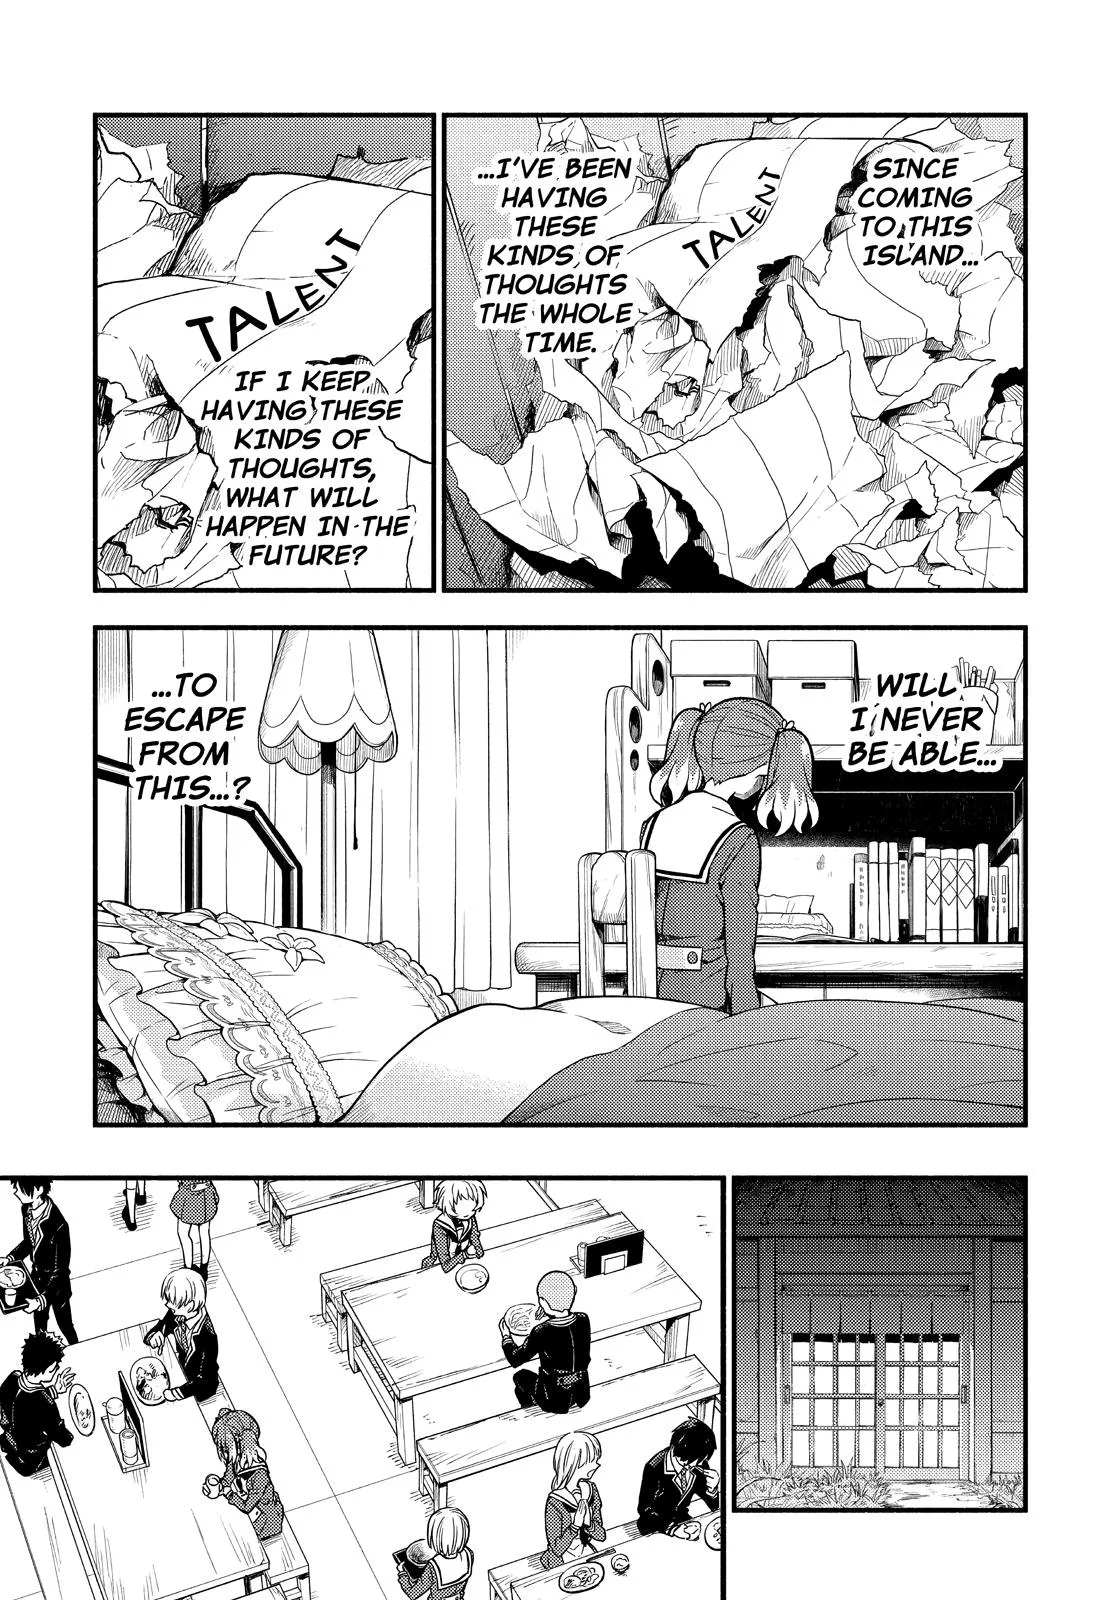 SINCE
COMING
TO THIS
ISLAND...
TALENT
...I'VE BEEN
HAVING
THESE
KINDS OF
THOUGHTS
THE WHOLE
TIME.
TALENT
IF I KEEP
HAVING THESE
KINDS OF
THOUGHTS,
WHAT WILL
HAPPEN IN THE
FUTURE?
WILL
I NEVER
BE ABLE...
...TO
ESCAPE
FROM
THIS...?